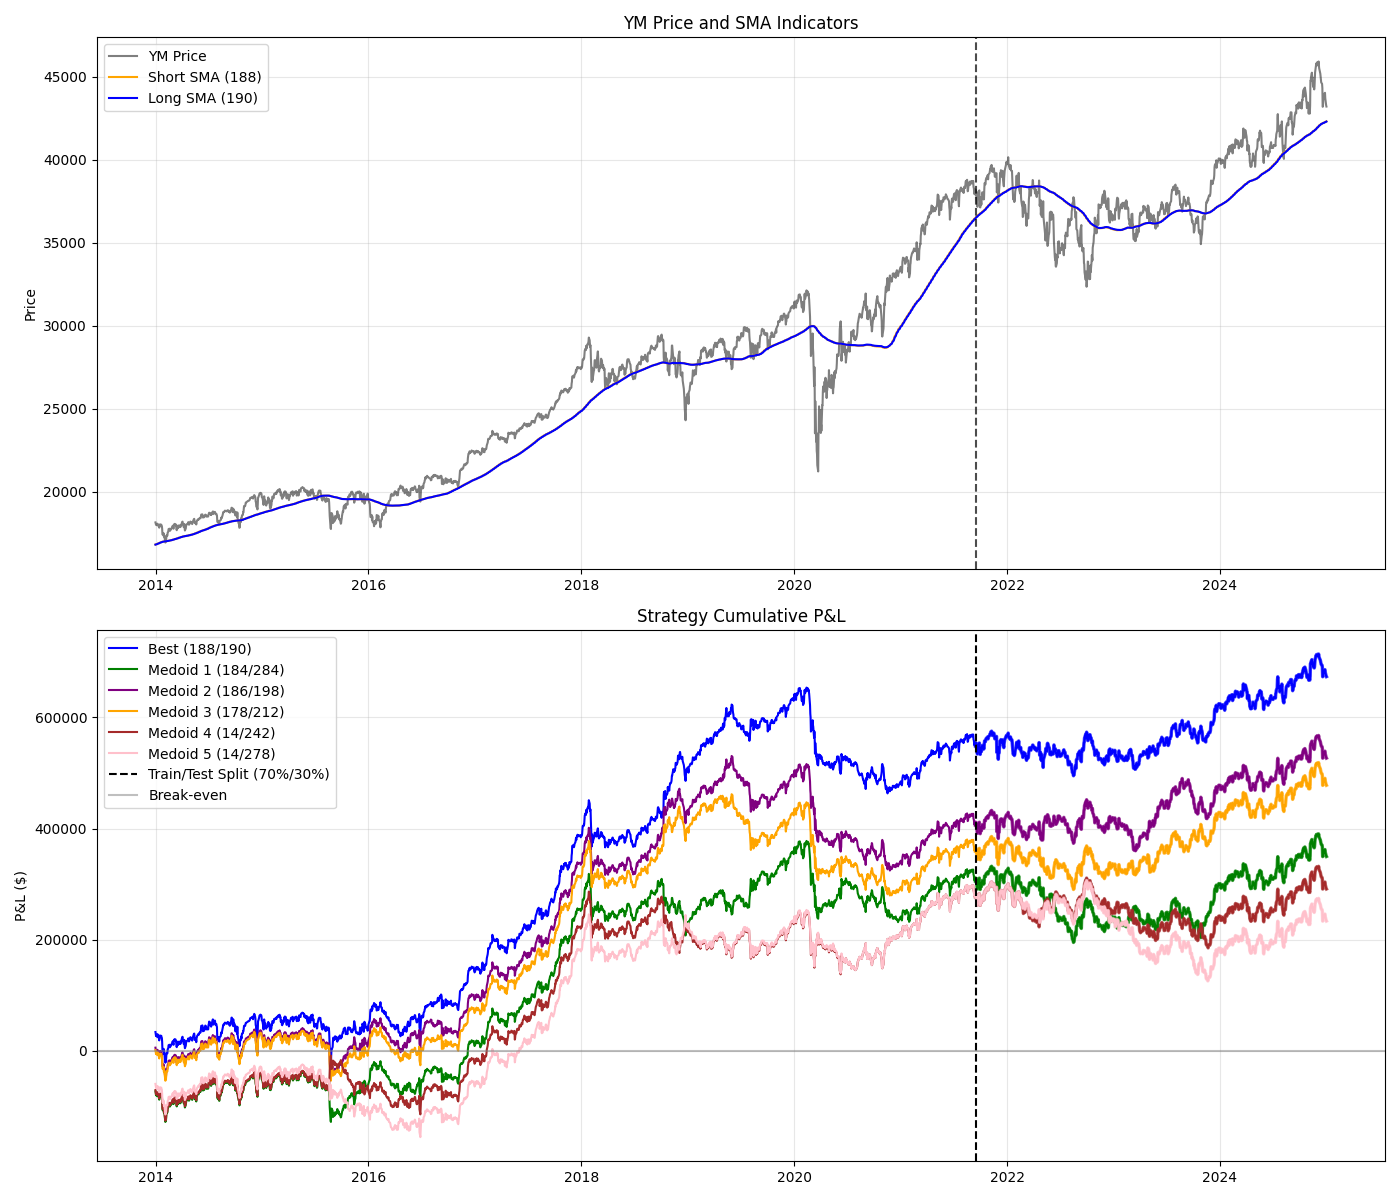 YM Price and SMA Indicators
YM Price
Short SMA (188)
Long SMA (190)
45000
40000
35000
30000
25000
20000
Price
2014 2016 2018 2020 2022 2024
Strategy Cumulative P&L
Best (188/190)
Medoid 1 (184/284)
Medoid 2 (186/198)
Medoid 3 (178/212)
Medoid 4 (14/242)
Medoid 5 (14/278)
Train/Test Split (70%/30%)
Break-even
600000
400000
200000
0
P&L ($)
2014 2016 2018 2020 2022 2024